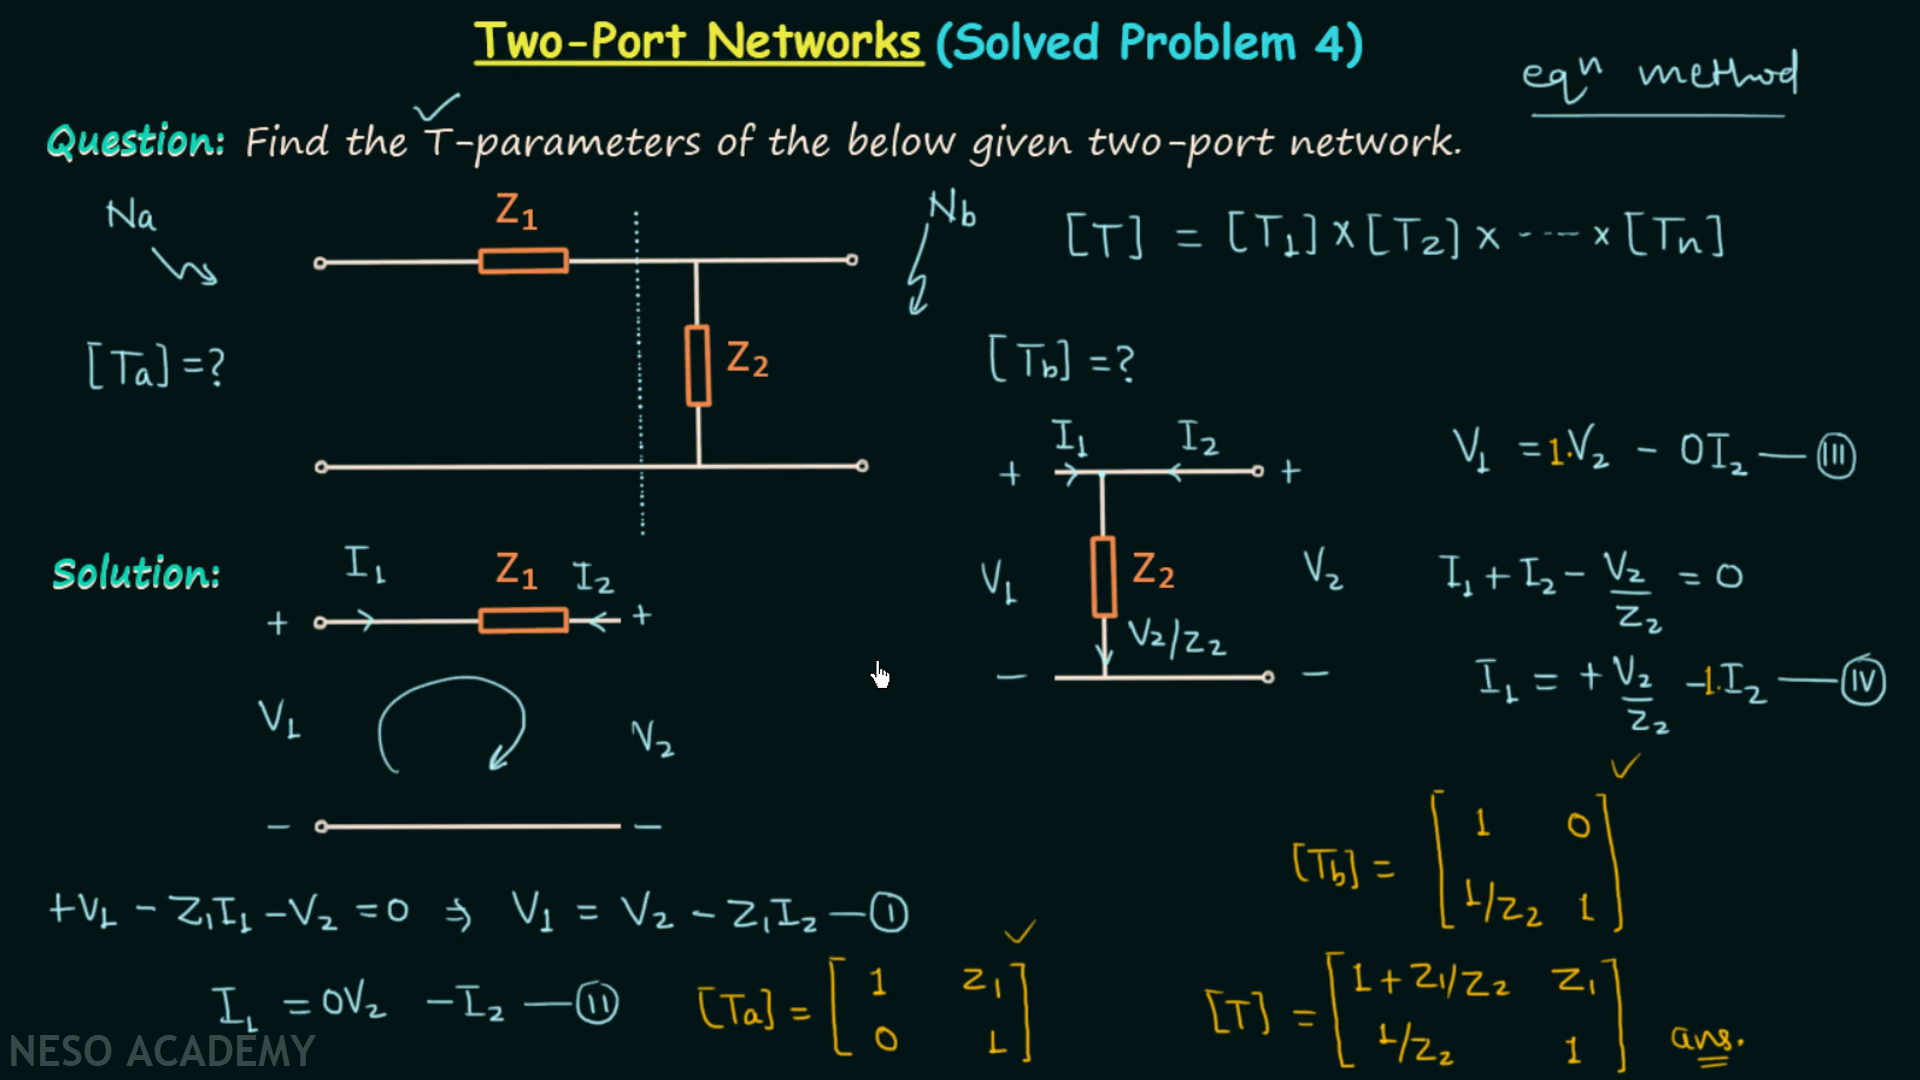 Two-Port Networks (Solved Problem 4)
eqⁿ method
Question: Find the T-parameters of the below given two-port network.
Na
Z₁
Nb
[T] = [T₁] x [T₂] x ---- x [Tn]
[Ta] = ?
Z₂
[Tb] = ?
I₁ I₂
+ +
V₁ Z₂ V₂
V₂/Z₂
- -
V₁ = 1.V₂ - 0I₂ — III
I₁ + I₂ - V₂/Z₂ = 0
I₁ = + V₂/Z₂ -1.I₂ — IV
Solution:
I₁ Z₁ I₂
+ +
V₁ V₂
- -
+V₁ - Z₁I₁ - V₂ = 0 ⇒ V₁ = V₂ - Z₁I₂ — I
I₁ = 0V₂ - I₂ — II
[Ta] = [1 Z₁
0 1]
[Tb] = [1 0
1/Z₂ 1]
[T] = [1 + Z₁/Z₂ Z₁
1/Z₂ 1] ans.
NESO ACADEMY